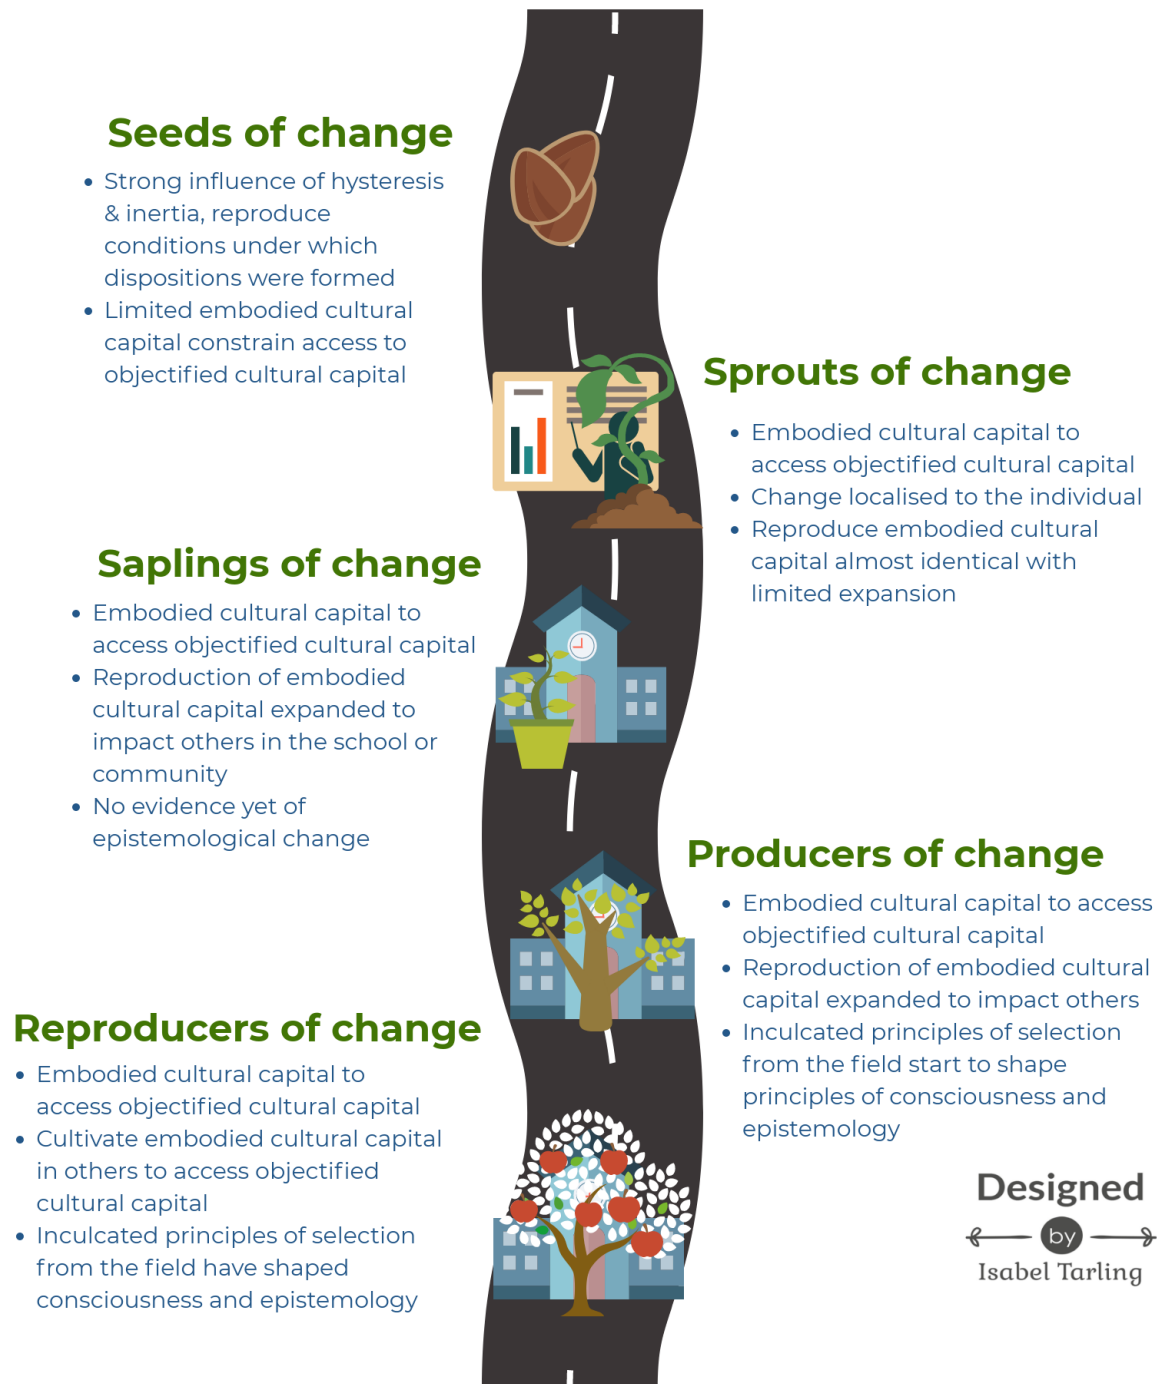 Seeds of change
• Strong influence of hysteresis
& inertia, reproduce
conditions under which
dispositions were formed
• Limited embodied cultural
capital constrain access to
objectified cultural capital
Sprouts of change
• Embodied cultural capital to
access objectified cultural capital
• Change localised to the individual
• Reproduce embodied cultural
capital almost identical with
limited expansion
Saplings of change
• Embodied cultural capital to
access objectified cultural capital
• Reproduction of embodied
cultural capital expanded to
impact others in the school or
community
• No evidence yet of
epistemological change
Producers of change
• Embodied cultural capital to access
objectified cultural capital
• Reproduction of embodied cultural
capital expanded to impact others
• Inculcated principles of selection
from the field start to shape
principles of consciousness and
epistemology
Reproducers of change
• Embodied cultural capital to
access objectified cultural capital
• Cultivate embodied cultural capital
in others to access objectified
cultural capital
• Inculcated principles of selection
from the field have shaped
consciousness and epistemology
Designed
by
Isabel Tarling